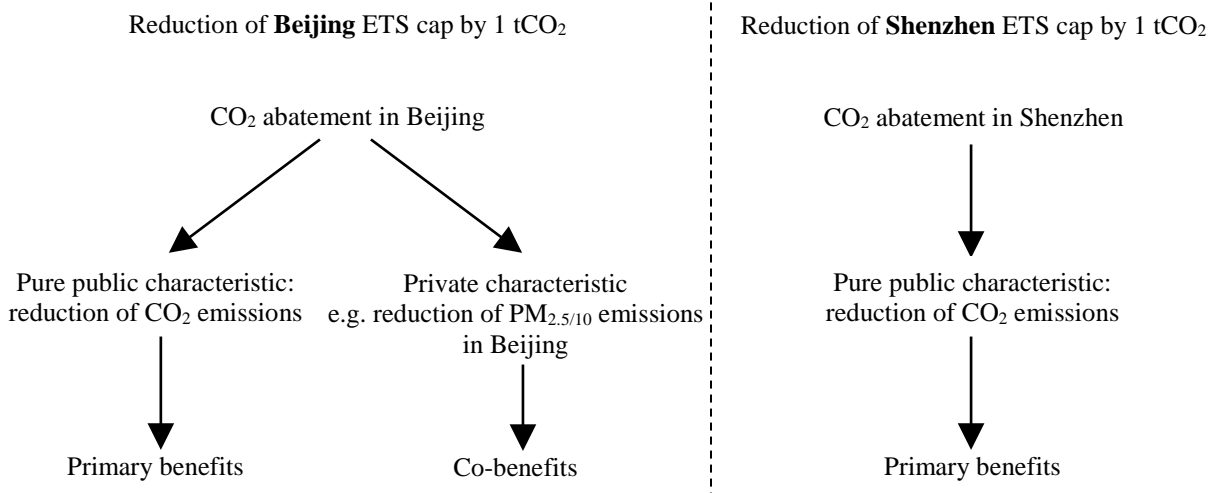 Reduction of Beijing ETS cap by 1 tCO₂
CO₂ abatement in Beijing
Pure public characteristic:
reduction of CO₂ emissions
Private characteristic
e.g. reduction of PM₂.₅/₁₀ emissions
in Beijing
Primary benefits
Co-benefits
Reduction of Shenzhen ETS cap by 1 tCO₂
CO₂ abatement in Shenzhen
Pure public characteristic:
reduction of CO₂ emissions
Primary benefits